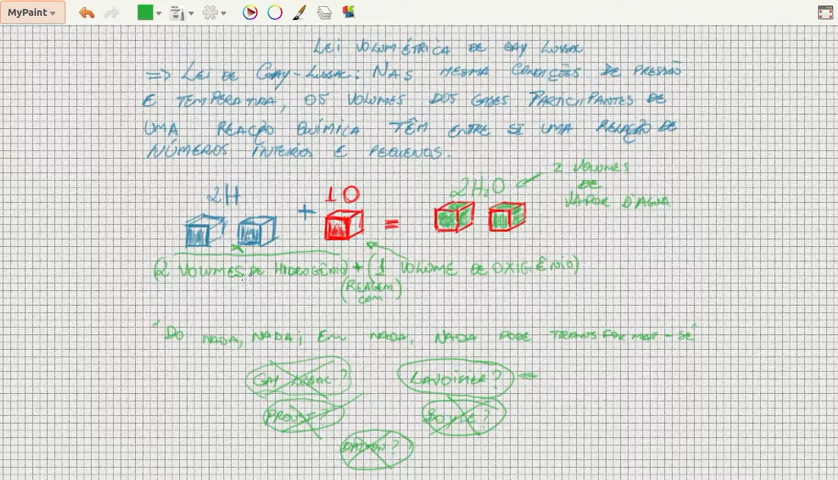 MyPaint
LEI VOLUMÉTRICA DE GAY LUSSAC
=> LEI DE GAY-LUSSAC: NAS MESMA CONDIÇÕES DE PRESSÃO
E TEMPERATURA, OS VOLUMES DOS GASES PARTICIPANTES DE
UMA REAÇÃO QUÍMICA TÊM ENTRE SI UMA RELAÇÃO DE
NÚMEROS INTEIROS E PEQUENOS.
2H + 1O = 2H₂O
2 VOLUMES
DE
VAPOR D'AGUA
(2 VOLUMES DE HIDROGÊNIO) + (1 VOLUME DE OXIGÊNIO)
(REAGEM
COM)
"DO NADA, NADA; EM NADA, NADA PODE TRANSFORMAR-SE"
GAY LUSSAC? LAVOISIER?
PROUST? BOYLE?
DALTON?